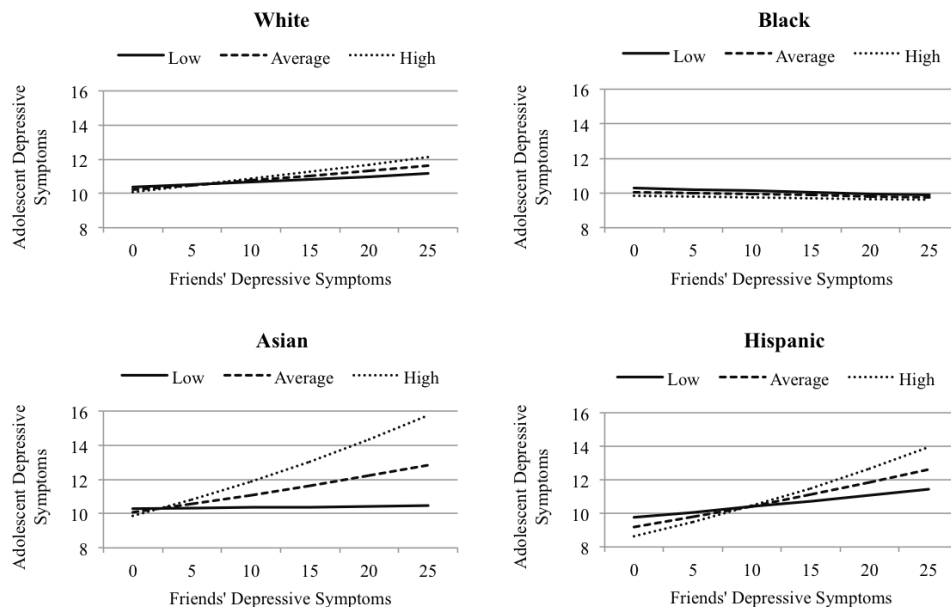 White
Low Average High
Adolescent Depressive
Symptoms
16
14
12
10
8
0 5 10 15 20 25
Friends' Depressive Symptoms
Black
Low Average High
Adolescent Depressive
Symptoms
16
14
12
10
8
0 5 10 15 20 25
Friends' Depressive Symptoms
Asian
Low Average High
Adolescent Depressive
Symptoms
16
14
12
10
8
0 5 10 15 20 25
Friends' Depressive Symptoms
Hispanic
Low Average High
Adolescent Depressive
Symptoms
16
14
12
10
8
0 5 10 15 20 25
Friends' Depressive Symptoms